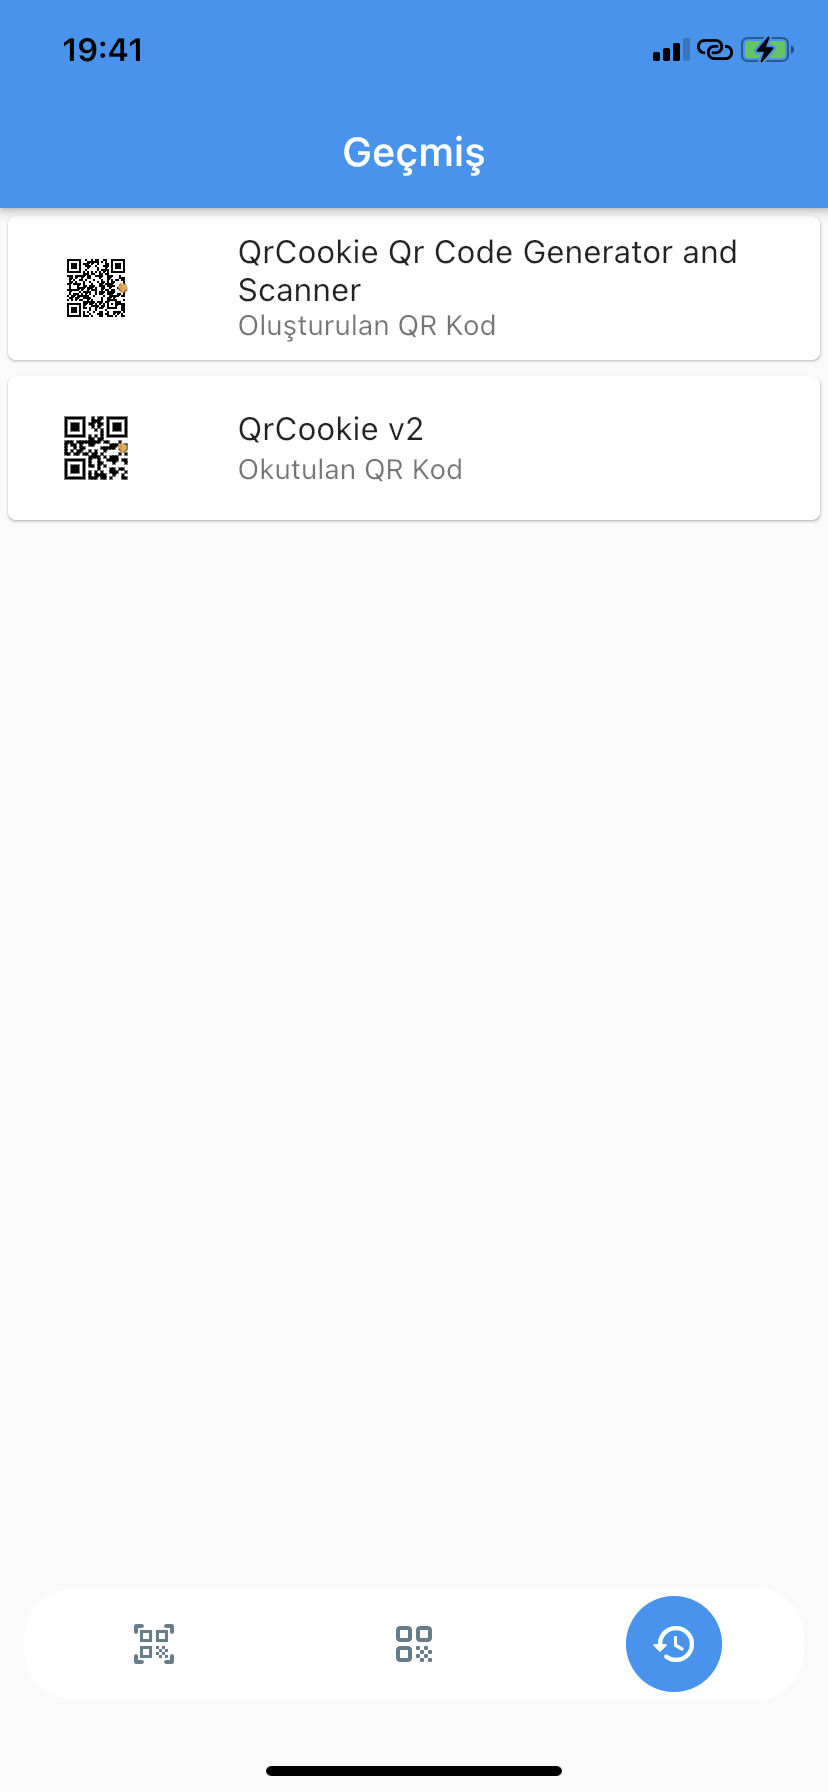 19:41
Geçmiş
QrCookie Qr Code Generator and
Scanner
Oluşturulan QR Kod
QrCookie v2
Okutulan QR Kod